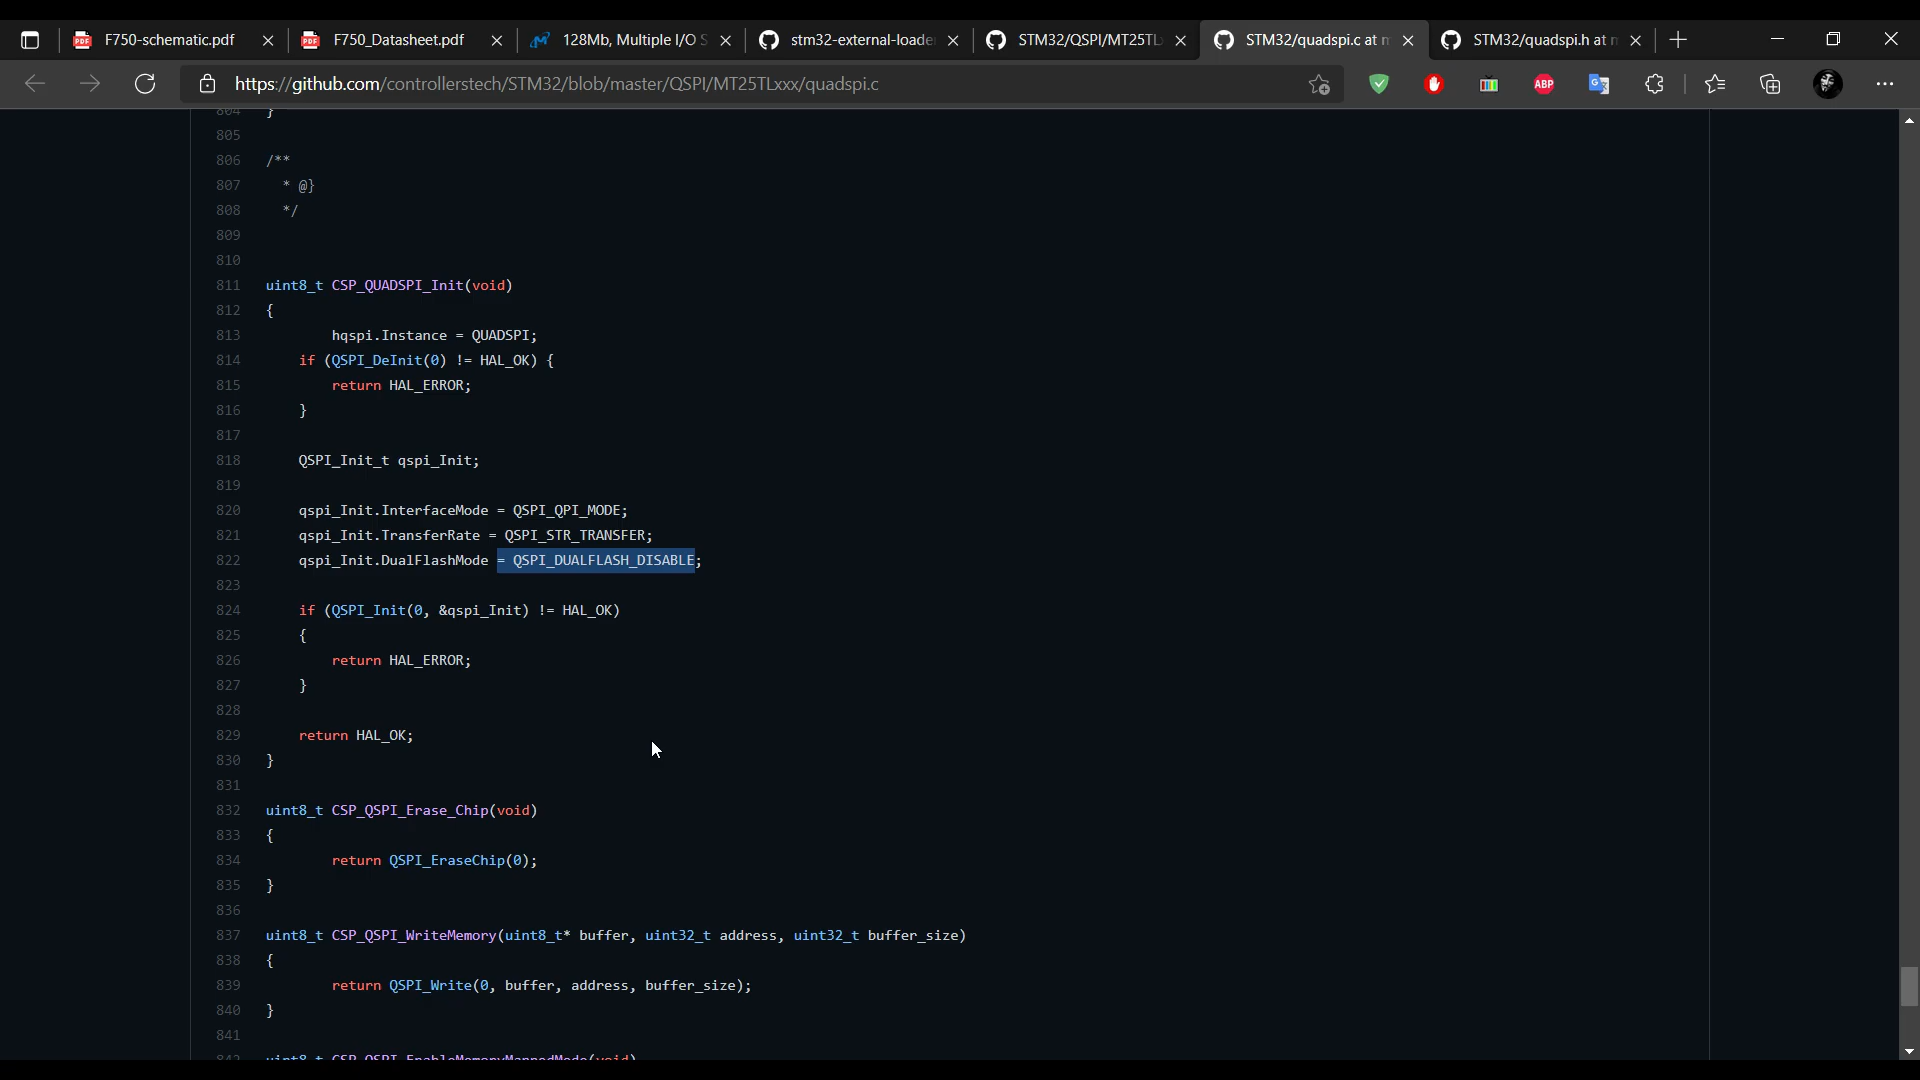 F750-schematic.pdf
F750_Datasheet.pdf
128Mb, Multiple I/O S
stm32-external-loade
STM32/QSPI/MT25TL
STM32/quadspi.c at m
STM32/quadspi.h at m
https://github.com/controllerstech/STM32/blob/master/QSPI/MT25TLxxx/quadspi.c
ABP
804 }
805
806 /**
807 * @}
808 */
809
810
811 uint8_t CSP_QUADSPI_Init(void)
812 {
813 hqspi.Instance = QUADSPI;
814 if (QSPI_DeInit(0) != HAL_OK) {
815 return HAL_ERROR;
816 }
817
818 QSPI_Init_t qspi_Init;
819
820 qspi_Init.InterfaceMode = QSPI_QPI_MODE;
821 qspi_Init.TransferRate = QSPI_STR_TRANSFER;
822 qspi_Init.DualFlashMode = QSPI_DUALFLASH_DISABLE;
823
824 if (QSPI_Init(0, &qspi_Init) != HAL_OK)
825 {
826 return HAL_ERROR;
827 }
828
829 return HAL_OK;
830 }
831
832 uint8_t CSP_QSPI_Erase_Chip(void)
833 {
834 return QSPI_EraseChip(0);
835 }
836
837 uint8_t CSP_QSPI_WriteMemory(uint8_t* buffer, uint32_t address, uint32_t buffer_size)
838 {
839 return QSPI_Write(0, buffer, address, buffer_size);
840 }
841
842 uint8_t CSP_QSPI_EnableMemoryMappedMode(void)